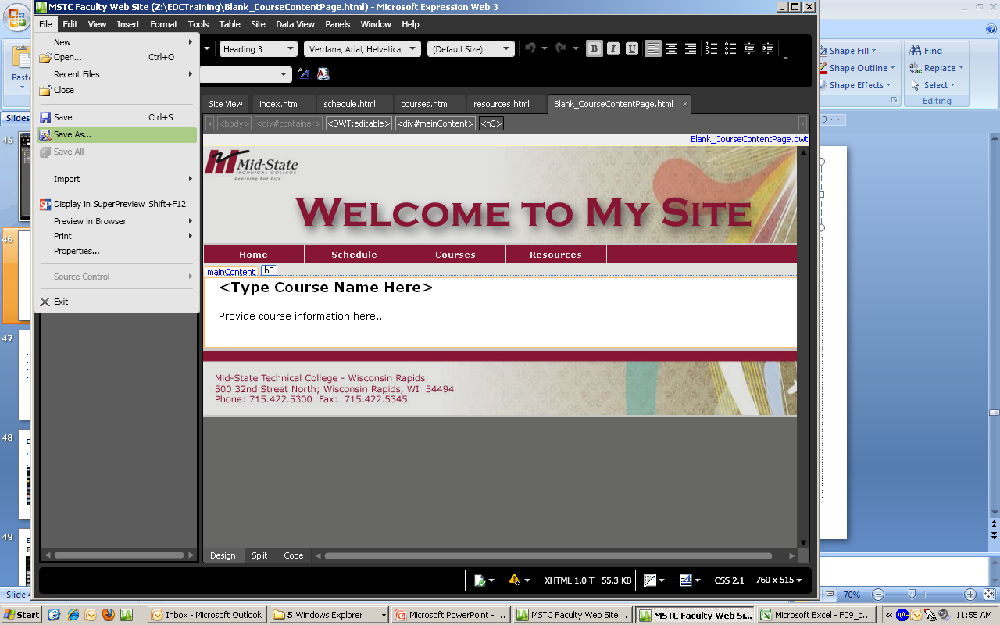 MSTC Faculty Web Site (Z:\EDCTraining\Blank_CourseContentPage.html) - Microsoft Expression Web 3
File Edit View Insert Format Tools Table Site Data View Panels Window Help
New
Open... Ctrl+O
Recent Files
Close
Save Ctrl+S
Save As...
Save All
Import
Display in SuperPreview Shift+F12
Preview in Browser
Print
Properties...
Source Control
Exit
Heading 3 Verdana, Arial, Helvetica, (Default Size) B I U
Site View index.html schedule.html courses.html resources.html Blank_CourseContentPage.html ×
<body> <div#container> <DWT:editable> <div#mainContent> <h3>
Blank_CourseContentPage.dwt
Mid-State
TECHNICAL COLLEGE
Learning For Life
WELCOME TO MY SITE
Home Schedule Courses Resources
mainContent h3
<Type Course Name Here>
Provide course information here...
Mid-State Technical College - Wisconsin Rapids
500 32nd Street North; Wisconsin Rapids, WI 54494
Phone: 715.422.5300 Fax: 715.422.5345
Design Split Code
XHTML 1.0 T 55.3 KB CSS 2.1 760 x 515
Paste
Slides
45
46
47
48
49
Slide 4
Shape Fill
Shape Outline
Shape Effects
Find
Replace
Select
Editing
9
70%
Start Inbox - Microsoft Outlook 5 Windows Explorer Microsoft PowerPoint - ... MSTC Faculty Web Site... MSTC Faculty Web Si... Microsoft Excel - F09_c... « 11:55 AM